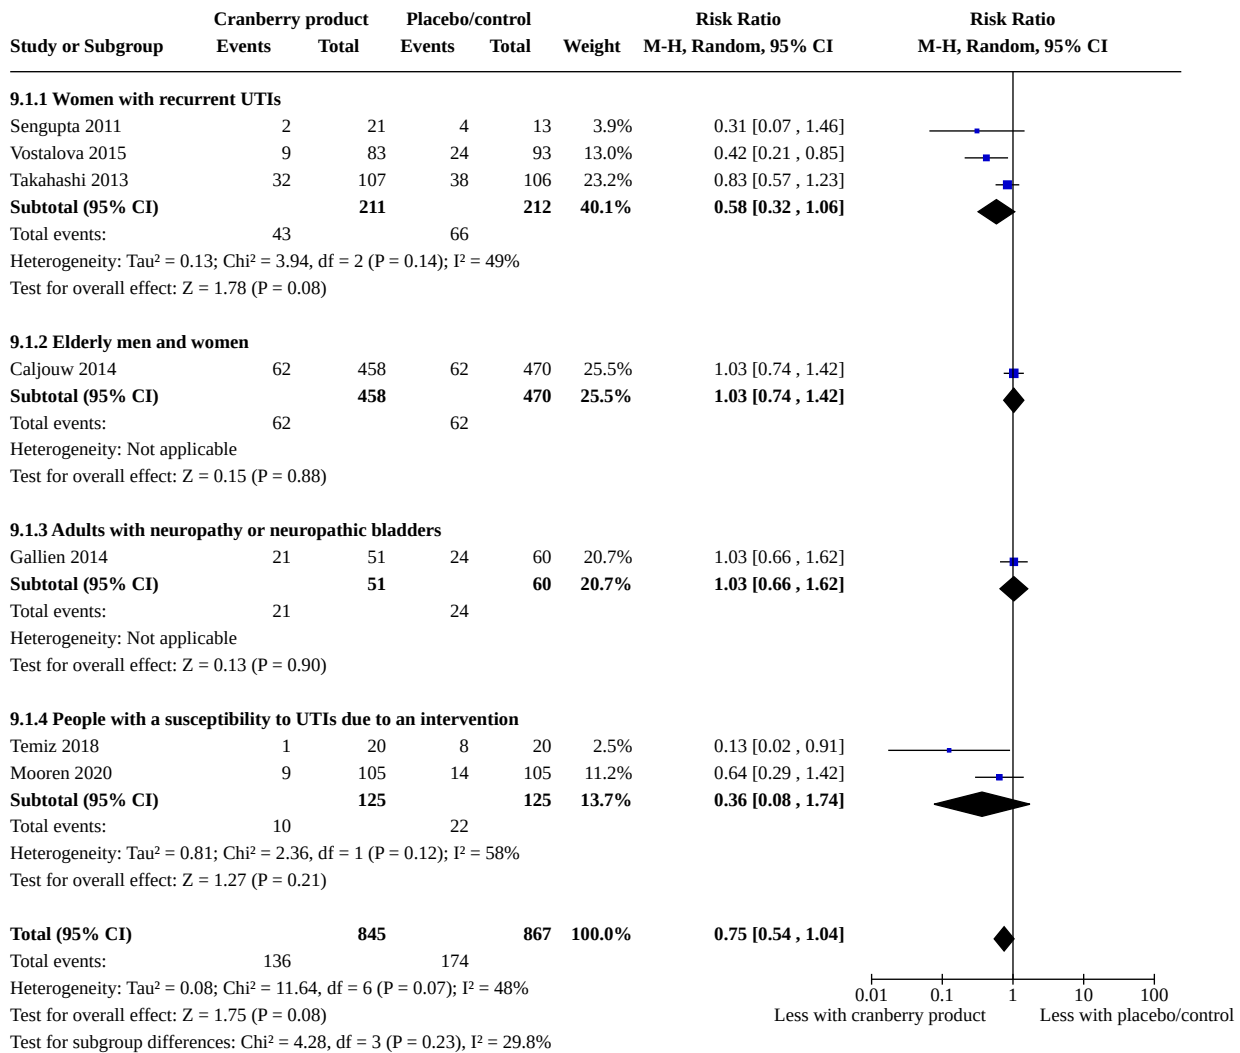 Cranberry product Placebo/control Risk Ratio Risk Ratio
Study or Subgroup Events Total Events Total Weight M-H, Random, 95% CI M-H, Random, 95% CI
9.1.1 Women with recurrent UTIs
Sengupta 2011 2 21 4 13 3.9% 0.31 [0.07 , 1.46]
Vostalova 2015 9 83 24 93 13.0% 0.42 [0.21 , 0.85]
Takahashi 2013 32 107 38 106 23.2% 0.83 [0.57 , 1.23]
Subtotal (95% CI) 211 212 40.1% 0.58 [0.32 , 1.06]
Total events: 43 66
Heterogeneity: Tau² = 0.13; Chi² = 3.94, df = 2 (P = 0.14); I² = 49%
Test for overall effect: Z = 1.78 (P = 0.08)
9.1.2 Elderly men and women
Caljouw 2014 62 458 62 470 25.5% 1.03 [0.74 , 1.42]
Subtotal (95% CI) 458 470 25.5% 1.03 [0.74 , 1.42]
Total events: 62 62
Heterogeneity: Not applicable
Test for overall effect: Z = 0.15 (P = 0.88)
9.1.3 Adults with neuropathy or neuropathic bladders
Gallien 2014 21 51 24 60 20.7% 1.03 [0.66 , 1.62]
Subtotal (95% CI) 51 60 20.7% 1.03 [0.66 , 1.62]
Total events: 21 24
Heterogeneity: Not applicable
Test for overall effect: Z = 0.13 (P = 0.90)
9.1.4 People with a susceptibility to UTIs due to an intervention
Temiz 2018 1 20 8 20 2.5% 0.13 [0.02 , 0.91]
Mooren 2020 9 105 14 105 11.2% 0.64 [0.29 , 1.42]
Subtotal (95% CI) 125 125 13.7% 0.36 [0.08 , 1.74]
Total events: 10 22
Heterogeneity: Tau² = 0.81; Chi² = 2.36, df = 1 (P = 0.12); I² = 58%
Test for overall effect: Z = 1.27 (P = 0.21)
Total (95% CI) 845 867 100.0% 0.75 [0.54 , 1.04]
Total events: 136 174
Heterogeneity: Tau² = 0.08; Chi² = 11.64, df = 6 (P = 0.07); I² = 48%
Test for overall effect: Z = 1.75 (P = 0.08)
Test for subgroup differences: Chi² = 4.28, df = 3 (P = 0.23), I² = 29.8%
0.01 0.1 1 10 100
Less with cranberry product Less with placebo/control